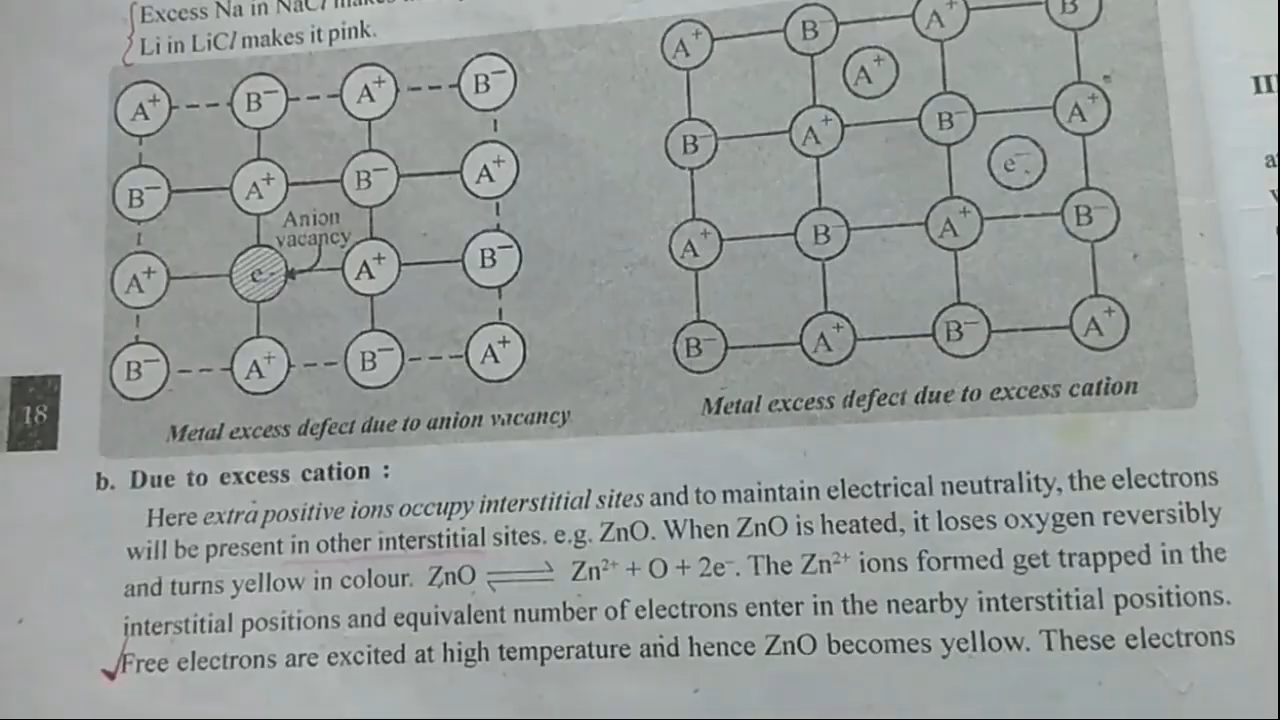 Excess Na in NaCl
Li in LiCl makes it pink.
A+ B− A+ B−
B− A+ B− A+
Anion
vacancy
A+ e- A+ B−
B− A+ B− A+
Metal excess defect due to anion vacancy
A+ B− A+ B
A+
B− A+ B− A+
e−
A+ B− A+ B−
B− A+ B− A+
Metal excess defect due to excess cation
II
18
b. Due to excess cation :
Here extra positive ions occupy interstitial sites and to maintain electrical neutrality, the electrons
will be present in other interstitial sites. e.g. ZnO. When ZnO is heated, it loses oxygen reversibly
and turns yellow in colour. ZnO ⇌ Zn²⁺ + O + 2e⁻. The Zn²⁺ ions formed get trapped in the
interstitial positions and equivalent number of electrons enter in the nearby interstitial positions.
Free electrons are excited at high temperature and hence ZnO becomes yellow. These electrons